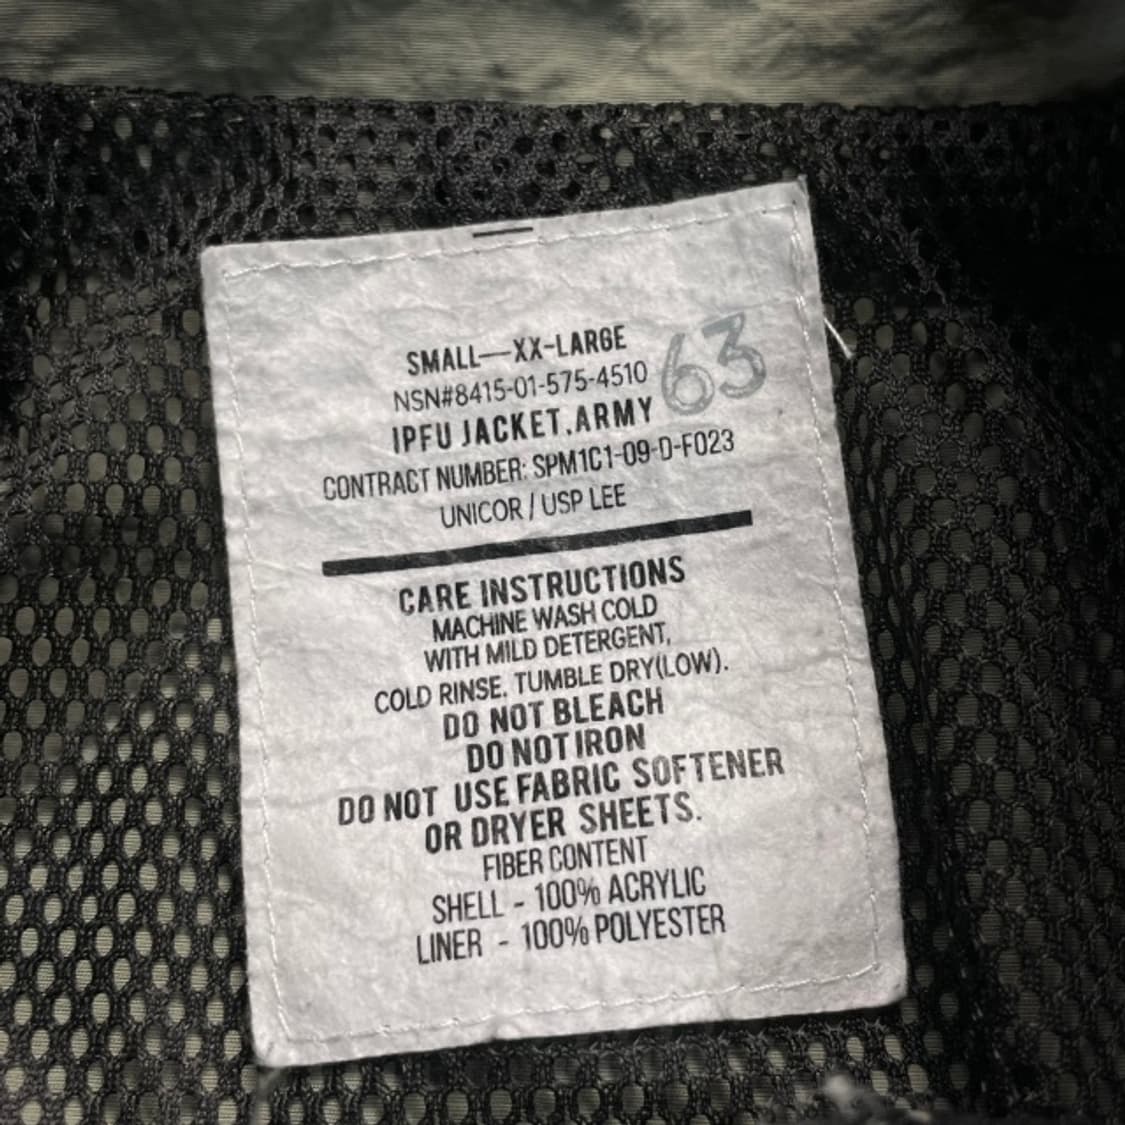 SMALL—XX-LARGE
NSN#8415-01-575-4510
63
IPFU JACKET.ARMY
CONTRACT NUMBER: SPM1C1-09-D-F023
UNICOR / USP LEE
CARE INSTRUCTIONS
MACHINE WASH COLD
WITH MILD DETERGENT,
COLD RINSE. TUMBLE DRY(LOW).
DO NOT BLEACH
DO NOT IRON
DO NOT USE FABRIC SOFTENER
OR DRYER SHEETS.
FIBER CONTENT
SHELL - 100% ACRYLIC
LINER - 100% POLYESTER